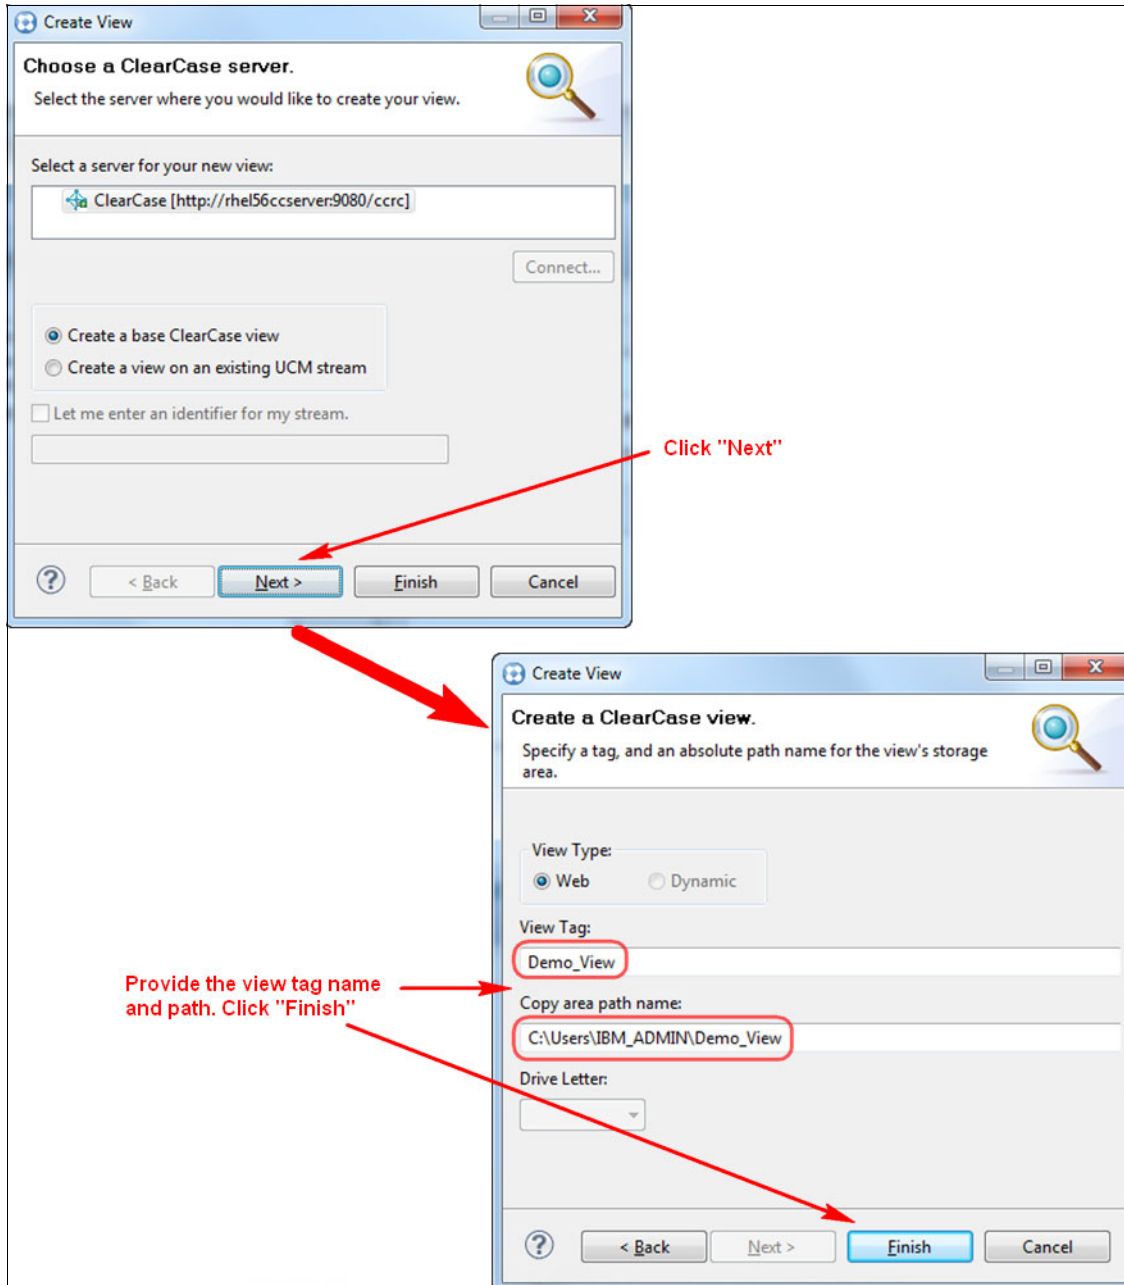 Create View
Choose a ClearCase server.
Select the server where you would like to create your view.
Select a server for your new view:
ClearCase [http://rhel56ccserver:9080/ccrc]
Connect...
Create a base ClearCase view
Create a view on an existing UCM stream
Let me enter an identifier for my stream.
Click "Next"
< Back
Next >
Finish
Cancel
Create View
Create a ClearCase view.
Specify a tag, and an absolute path name for the view's storage
area.
View Type:
Web
Dynamic
View Tag:
Demo_View
Provide the view tag name
and path. Click "Finish"
Copy area path name:
C:\Users\IBM_ADMIN\Demo_View
Drive Letter:
< Back
Next >
Finish
Cancel